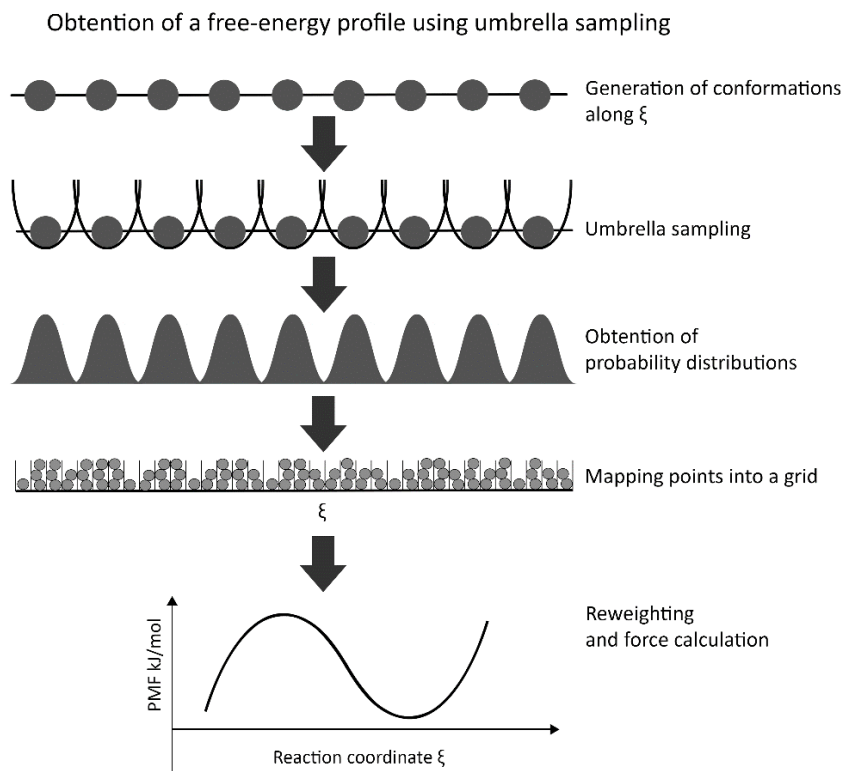 Obtention of a free-energy profile using umbrella sampling
Generation of conformations
along ξ
Umbrella sampling
Obtention of
probability distributions
Mapping points into a grid
ξ
Reweighting
and force calculation
PMF kJ/mol
Reaction coordinate ξ